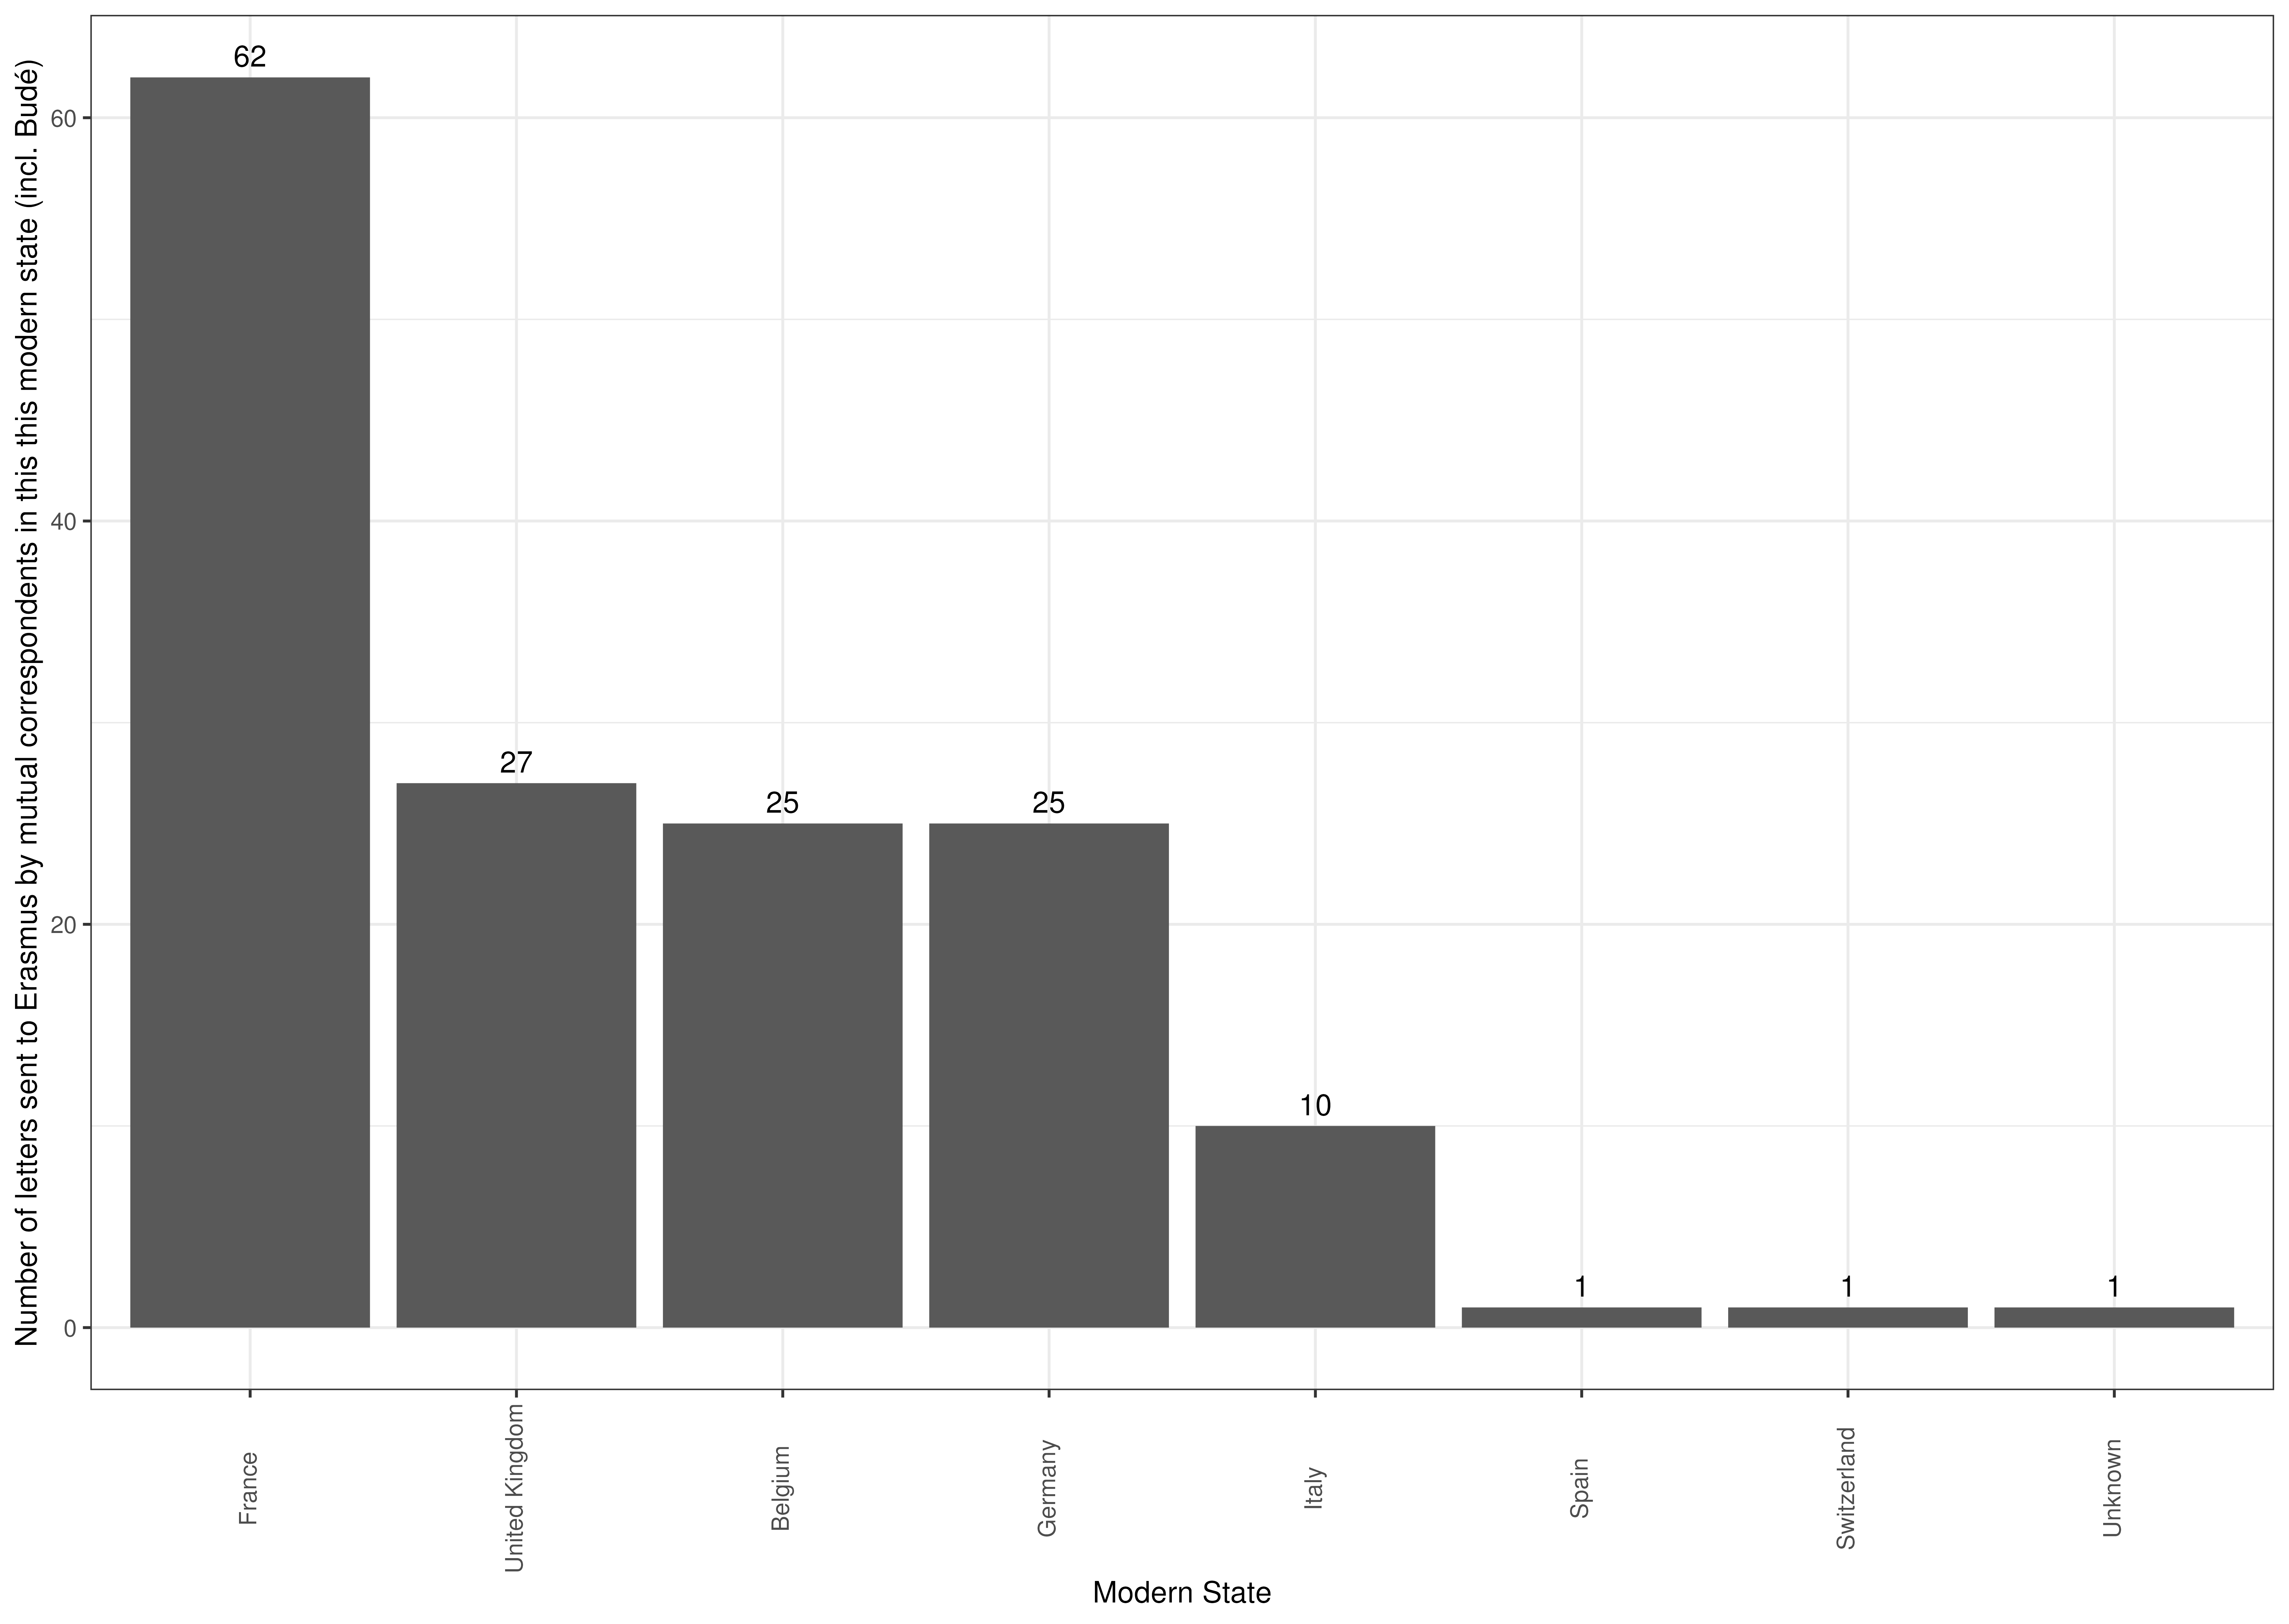 Number of letters sent to Erasmus by mutual correspondents in this this modern state (incl. Budé)
60
40
20
0
62
27
25
25
10
1
1
1
France
United Kingdom
Belgium
Germany
Italy
Spain
Switzerland
Unknown
Modern State